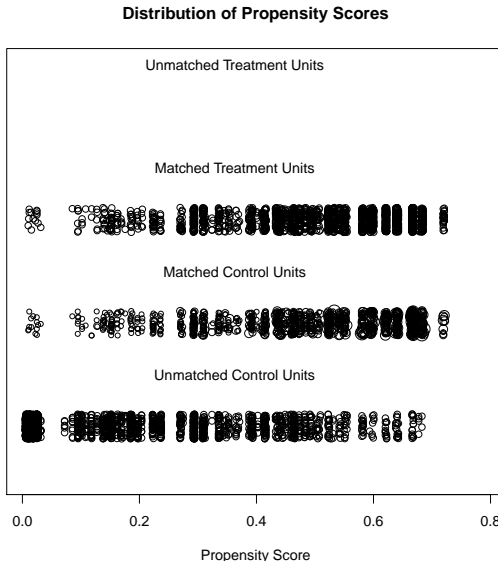 Distribution of Propensity Scores
Unmatched Treatment Units
Matched Treatment Units
Matched Control Units
Unmatched Control Units
0.0 0.2 0.4 0.6 0.8
Propensity Score